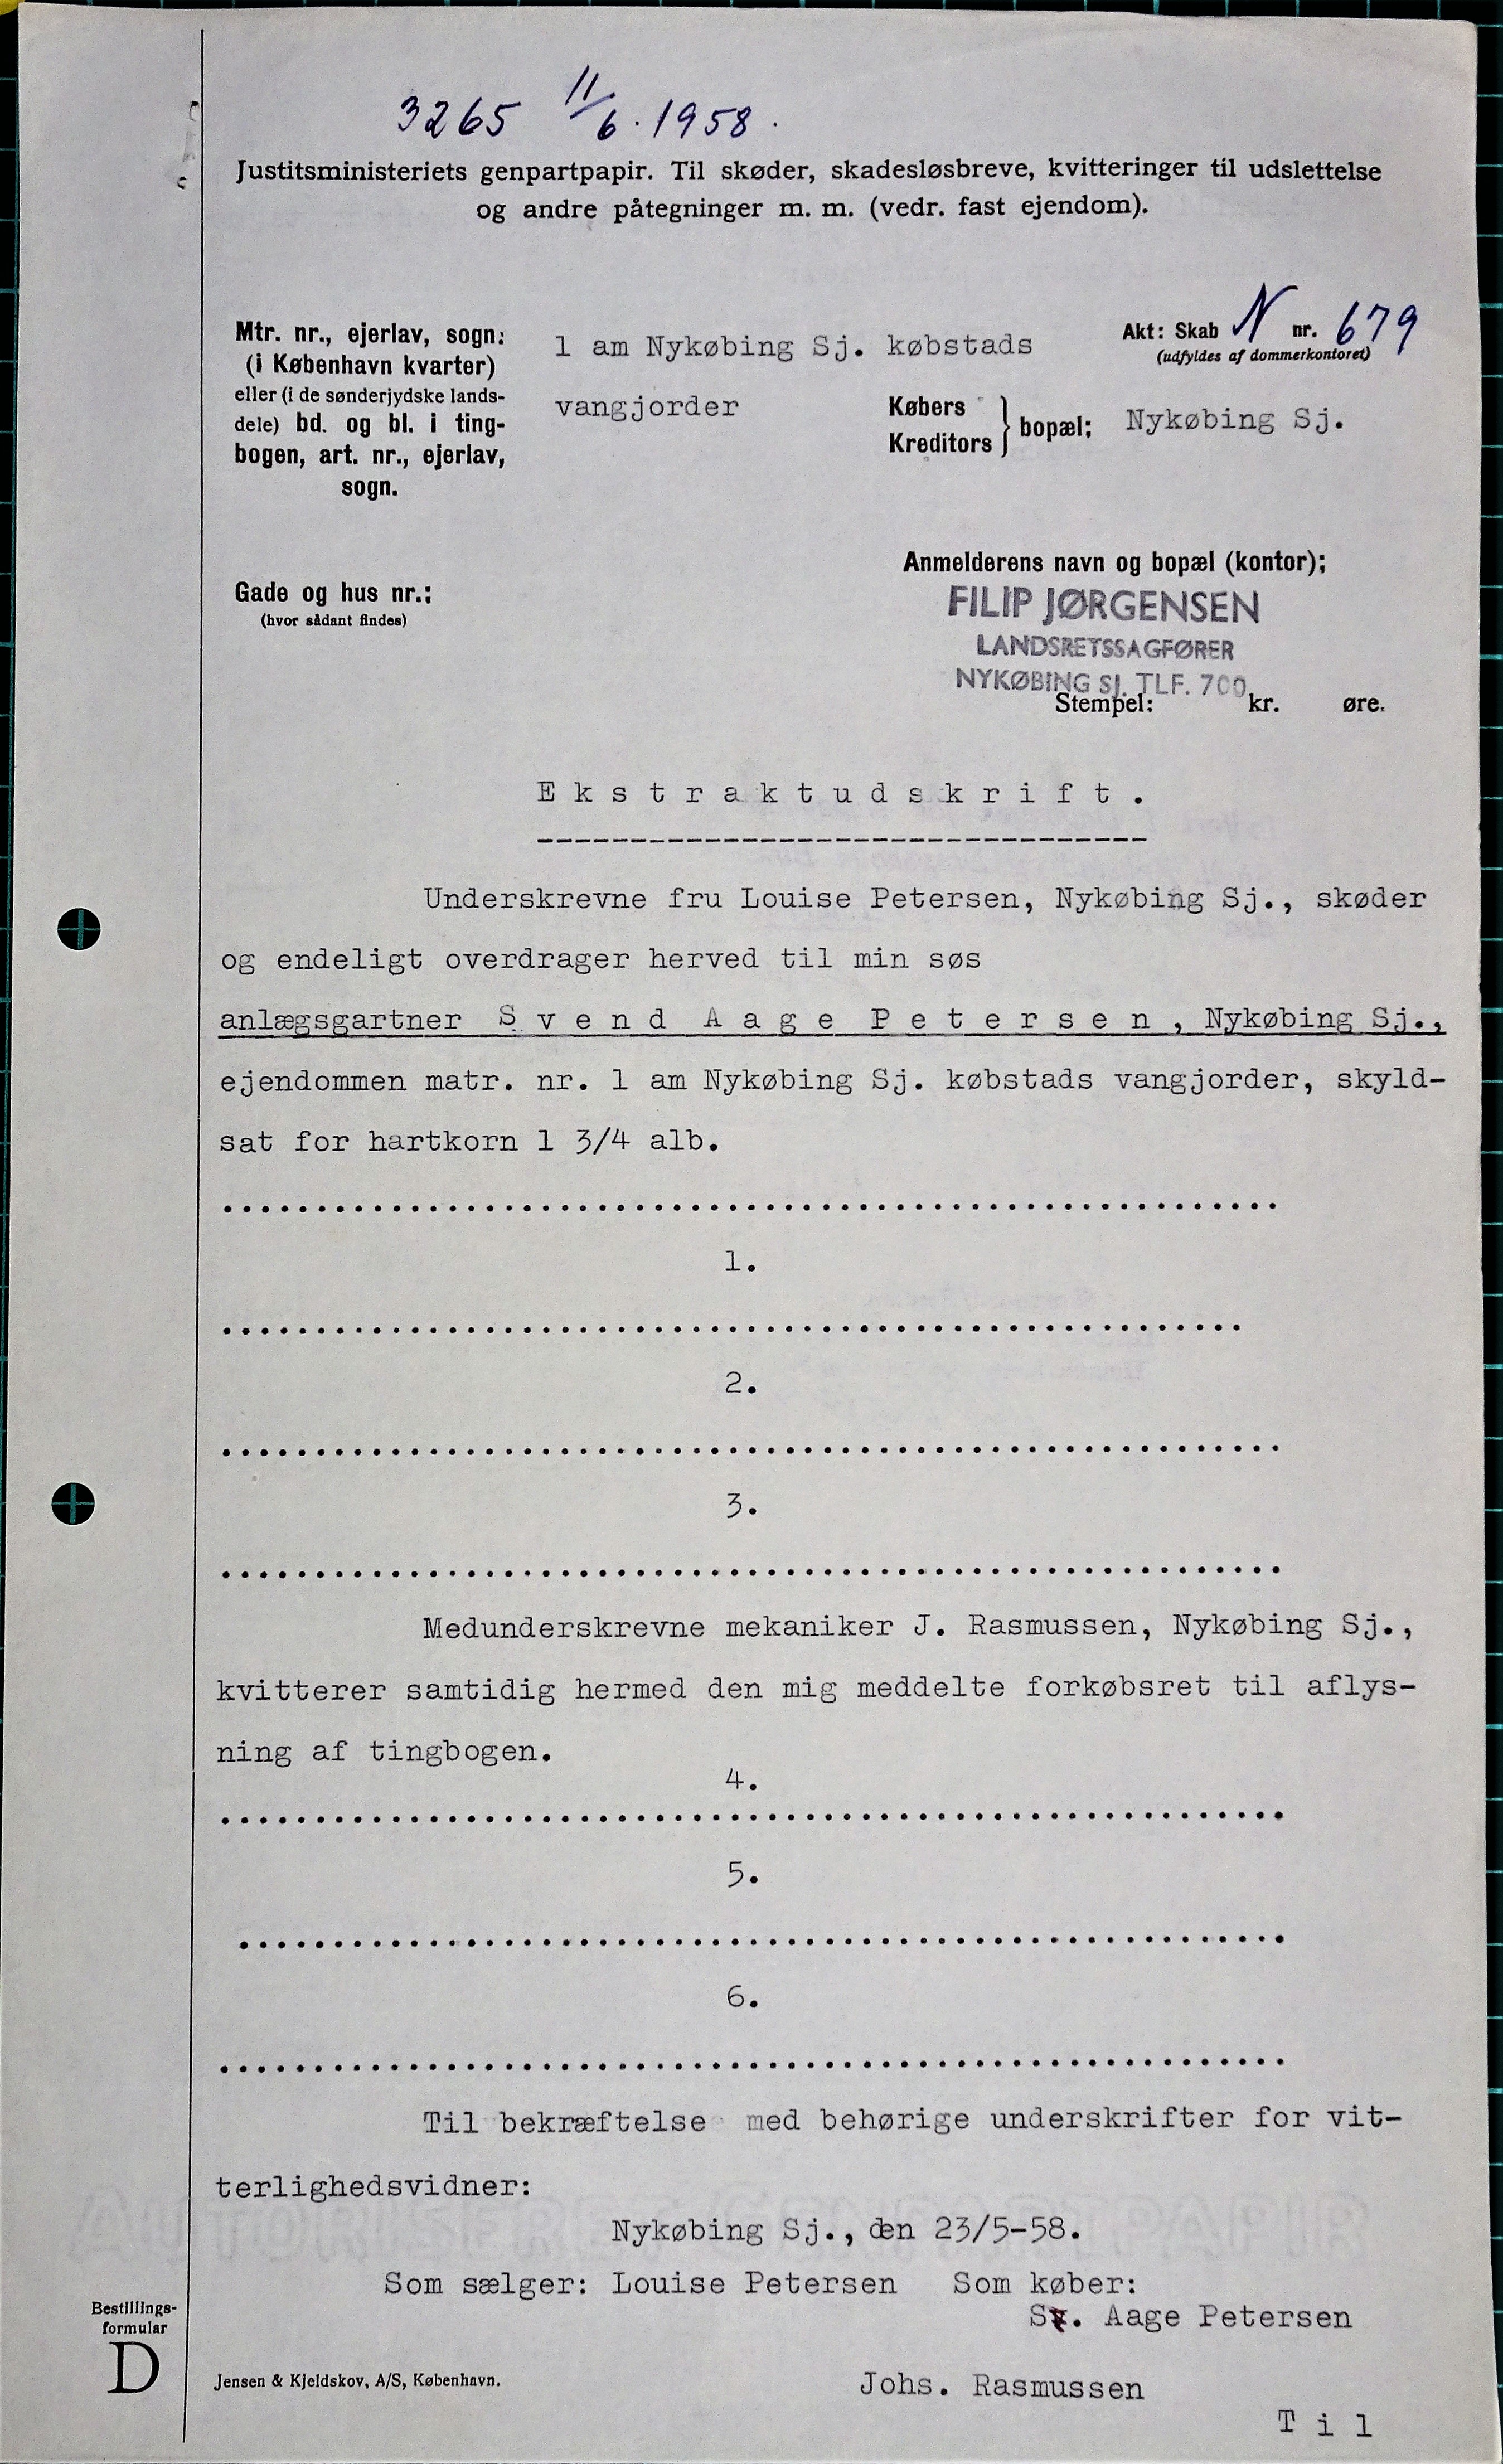 3265 11/6. 1958.
Justitsministeriets genpartpapir. Til skøder, skadesløsbreve, kvitteringer til udslettelse
og andre påtegninger m. m. (vedr. fast ejendom).
Mtr. nr., ejerlav, sogn:
(i København kvarter)
eller (i de sønderjydske lands-
dele) bd. og bl. i ting-
bogen, art. nr., ejerlav,
sogn.
1 am Nykøbing Sj. købstads
vangjorder
Akt: Skab N nr. 679
(udfyldes af dommerkontoret)
Købers
Kreditors } bopæl; Nykøbing Sj.
Gade og hus nr.:
(hvor sådant findes)
Anmelderens navn og bopæl (kontor);
FILIP JØRGENSEN
LANDSRETSSAGFØRER
NYKØBING SJ. TLF. 700
Stempel: kr. øre.
E k s t r a k t u d s k r i f t .
---------------------------------
Underskrevne fru Louise Petersen, Nykøbing Sj., skøder
og endeligt overdrager herved til min søs
anlægsgartner S v e n d A a g e P e t e r s e n , Nykøbing Sj.,
ejendommen matr. nr. 1 am Nykøbing Sj. købstads vangjorder, skyld-
sat for hartkorn 1 3/4 alb.
.........................................................
1.
.......................................................
2.
.........................................................
3.
.........................................................
Medunderskrevne mekaniker J. Rasmussen, Nykøbing Sj.,
kvitterer samtidig hermed den mig meddelte forkøbsret til aflys-
ning af tingbogen.
4.
.........................................................
5.
........................................................
6.
.........................................................
Til bekræftelse med behørige underskrifter for vit-
terlighedsvidner:
Nykøbing Sj., den 23/5-58.
Som sælger: Louise Petersen Som køber:
Sv. Aage Petersen
Johs. Rasmussen
T i l
Bestillings-
formular
D
Jensen & Kjeldskov, A/S, København.